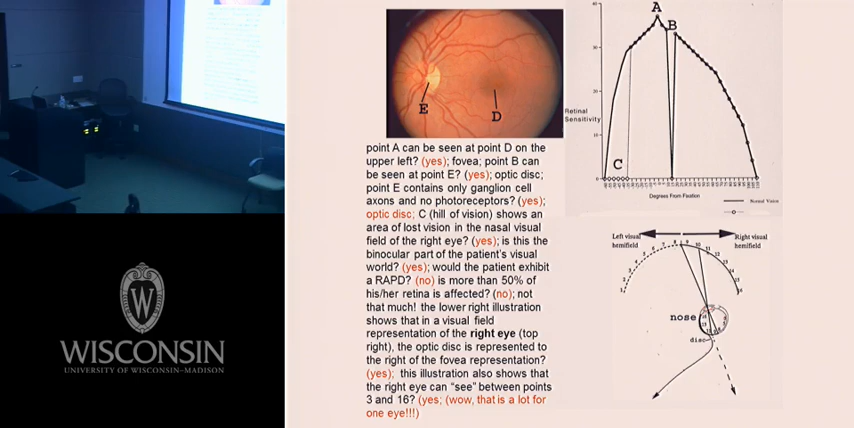 E
D
point A can be seen at point D on the
upper left? (yes); fovea; point B can
be seen at point E? (yes); optic disc;
point E contains only ganglion cell
axons and no photoreceptors? (yes);
optic disc; C (hill of vision) shows an
area of lost vision in the nasal visual
field of the right eye? (yes); is this the
binocular part of the patient's visual
world? (yes); would the patient exhibit
a RAPD? (no) is more than 50% of
his/her retina is affected? (no); not
that much! the lower right illustration
shows that in a visual field
representation of the right eye (top
right), the optic disc is represented to
the right of the fovea representation?
(yes); this illustration also shows that
the right eye can "see" between points
3 and 16? (yes; (wow, that is a lot for
one eye!!!)
A
B
C
40
30
20
10
0
Retinal
Sensitivity
Degrees From Fixation
Normal Vision
Left visual
hemifield
Right visual
hemifield
nose
disc
W
WISCONSIN
UNIVERSITY OF WISCONSIN–MADISON